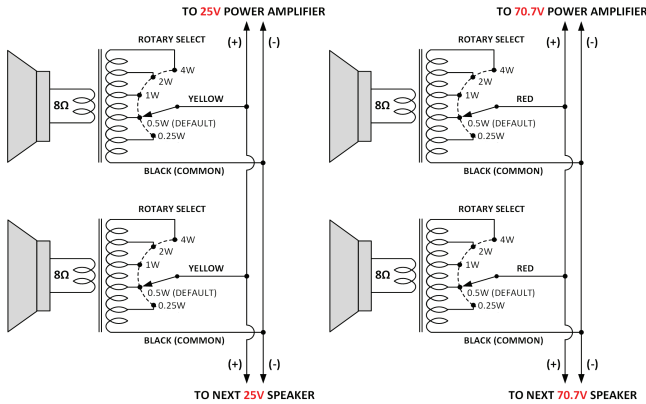 TO 25V POWER AMPLIFIER
(+)
(-)
ROTARY SELECT
4W
2W
1W
8Ω
YELLOW
0.5W (DEFAULT)
0.25W
BLACK (COMMON)
ROTARY SELECT
4W
2W
1W
8Ω
YELLOW
0.5W (DEFAULT)
0.25W
BLACK (COMMON)
(+)
(-)
TO NEXT 25V SPEAKER
TO 70.7V POWER AMPLIFIER
(+)
(-)
ROTARY SELECT
4W
2W
1W
8Ω
RED
0.5W (DEFAULT)
0.25W
BLACK (COMMON)
ROTARY SELECT
4W
2W
1W
8Ω
RED
0.5W (DEFAULT)
0.25W
BLACK (COMMON)
(+)
(-)
TO NEXT 70.7V SPEAKER